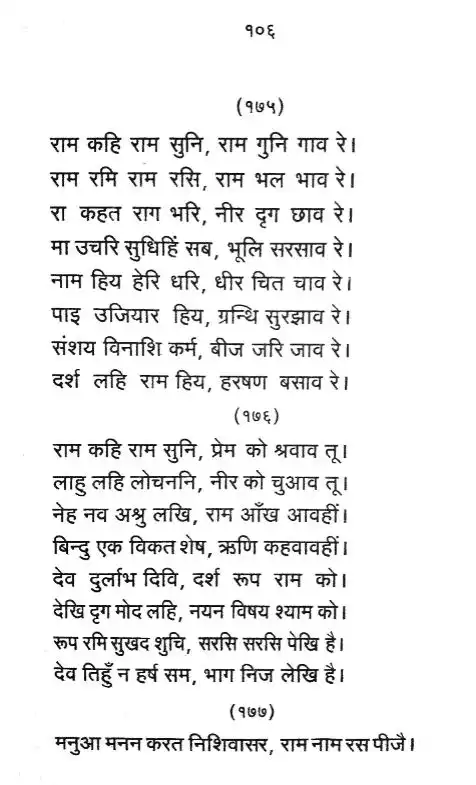 १०६
(१७५)
राम कहि राम सुनि, राम गुनि गाव रे।
राम रमि राम रसि, राम भल भाव रे।
रा कहत राग भरि, नीर दृग छाव रे।
मा उचरि सुधिहिं सब, भूलि सरसाव रे।
नाम हिय हेरि धरि, धीर चित चाव रे।
पाइ उजियार हिय, ग्रन्थि सुरझाव रे।
संशय विनाशि कर्म, बीज जरि जाव रे।
दर्श लहि राम हिय, हरषण बसाव रे।
(१७६)
राम कहि राम सुनि, प्रेम को श्रवाव तू।
लाहु लहि लोचननि, नीर को चुआव तू।
नेह नव अश्रु लखि, राम आँख आवहीं।
बिन्दु एक विकत शेष, ऋणि कहवावहीं।
देव दुर्लाभ दिवि, दर्श रूप राम को।
देखि दृग मोद लहि, नयन विषय श्याम को।
रूप रमि सुखद शुचि, सरसि सरसि पेखि है।
देव तिहुँ न हर्ष सम, भाग निज लेखि है।
(१७७)
मनुआ मनन करत निशिवासर, राम नाम रस पीजै।